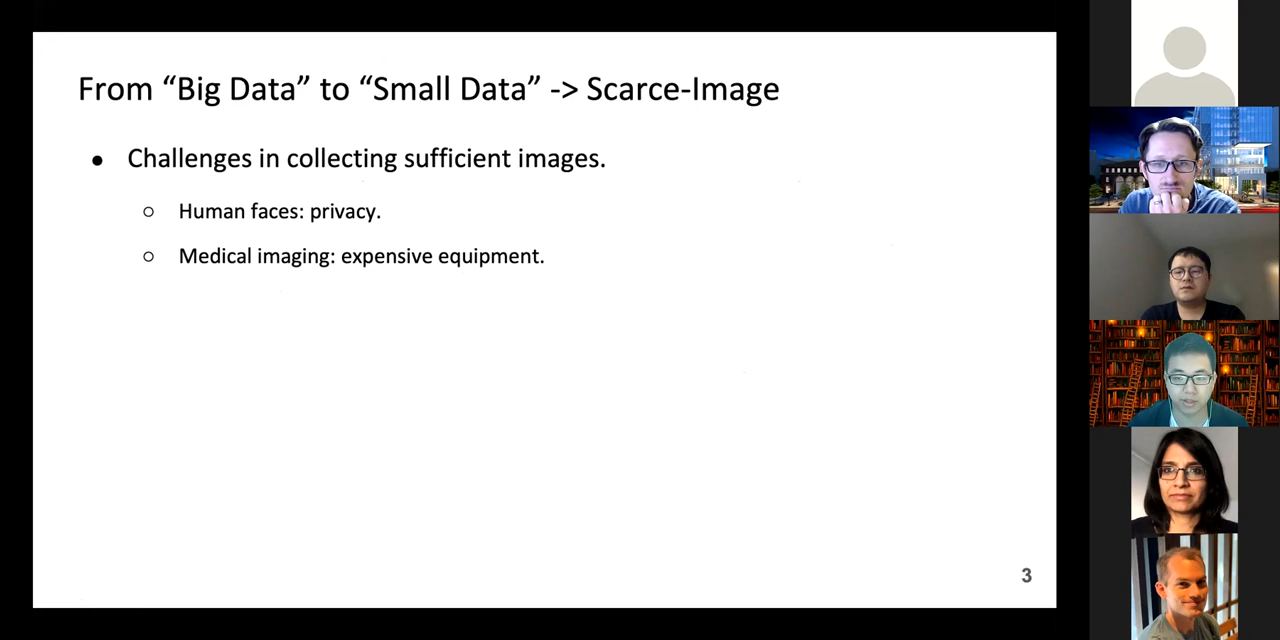 From “Big Data” to “Small Data” -> Scarce-Image
● Challenges in collecting sufficient images.
○ Human faces: privacy.
○ Medical imaging: expensive equipment.
3